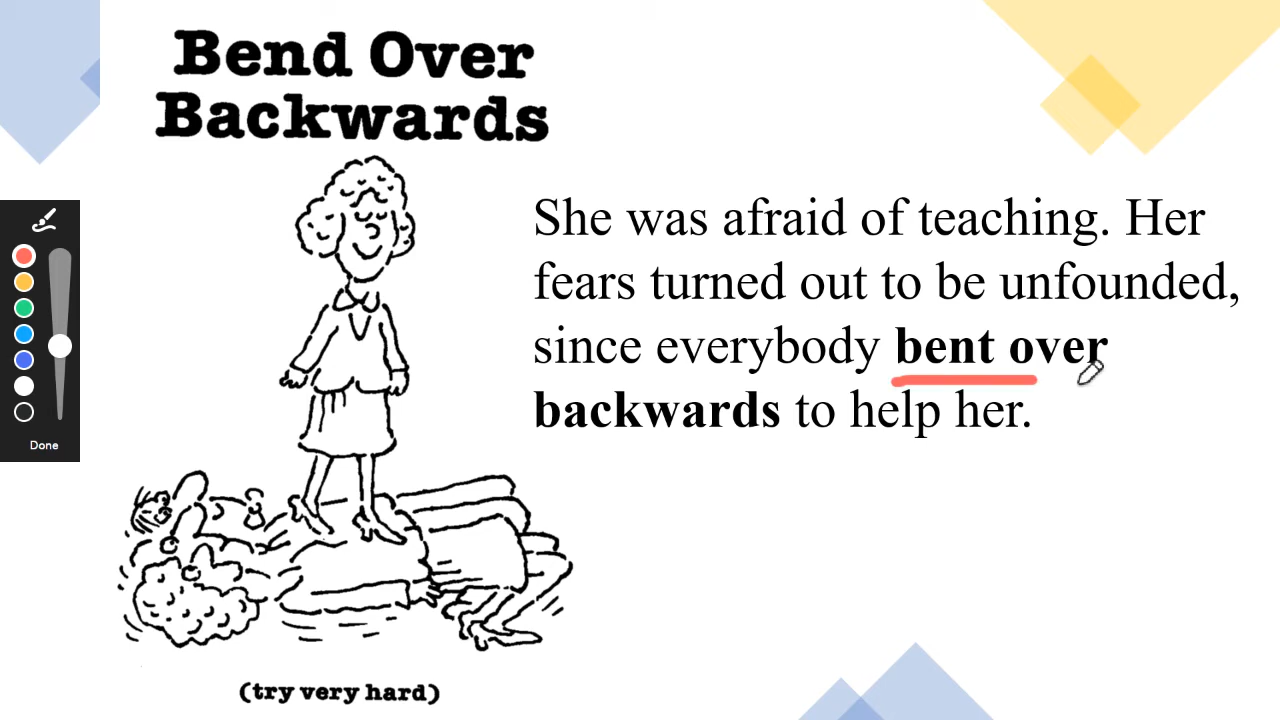 Bend Over
Backwards
She was afraid of teaching. Her
fears turned out to be unfounded,
since everybody bent over
backwards to help her.
Done
(try very hard)